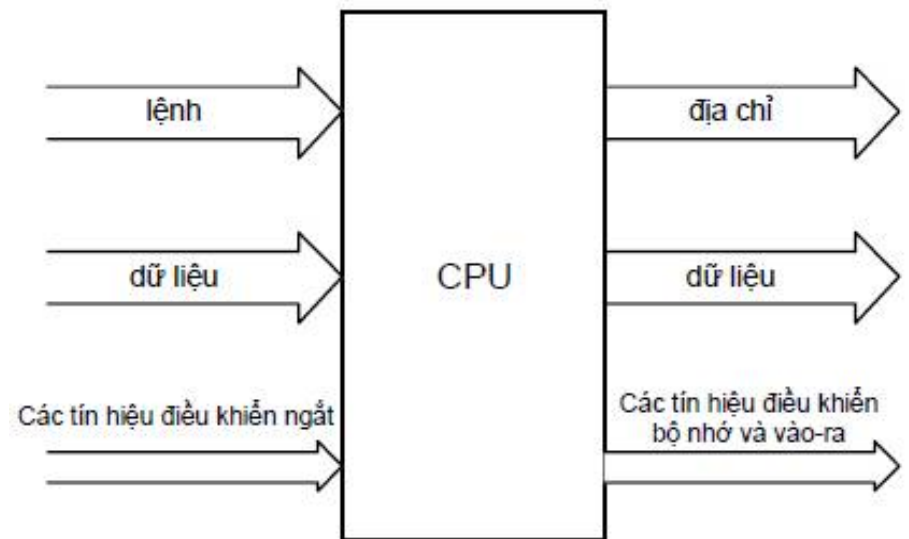 lệnh
địa chỉ
dữ liệu
CPU
dữ liệu
Các tín hiệu điều khiển ngắt
Các tín hiệu điều khiển
bộ nhớ và vào-ra